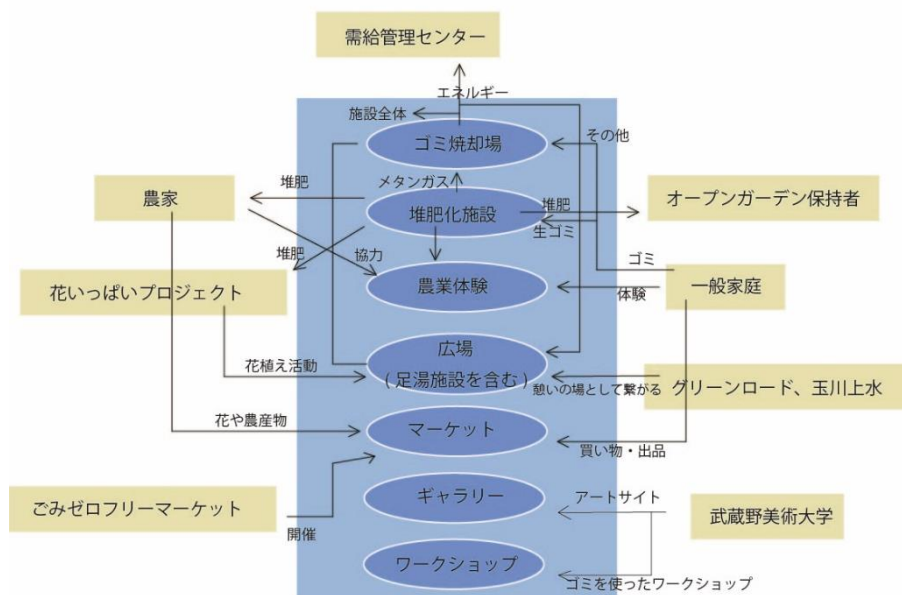 需給管理センター
エネルギー
施設全体
ゴミ焼却場
その他
メタンガス
堆肥
農家
堆肥化施設
堆肥
オープンガーデン保持者
生ゴミ
堆肥
協力
ゴミ
花いっぱいプロジェクト
農業体験
体験
一般家庭
広場
(足湯施設を含む)
花植え活動
憩いの場として繋がる
グリーンロード、玉川上水
花や農産物
マーケット
買い物・出品
ごみゼロフリーマーケット
開催
ギャラリー
アートサイト
武蔵野美術大学
ワークショップ
ゴミを使ったワークショップ